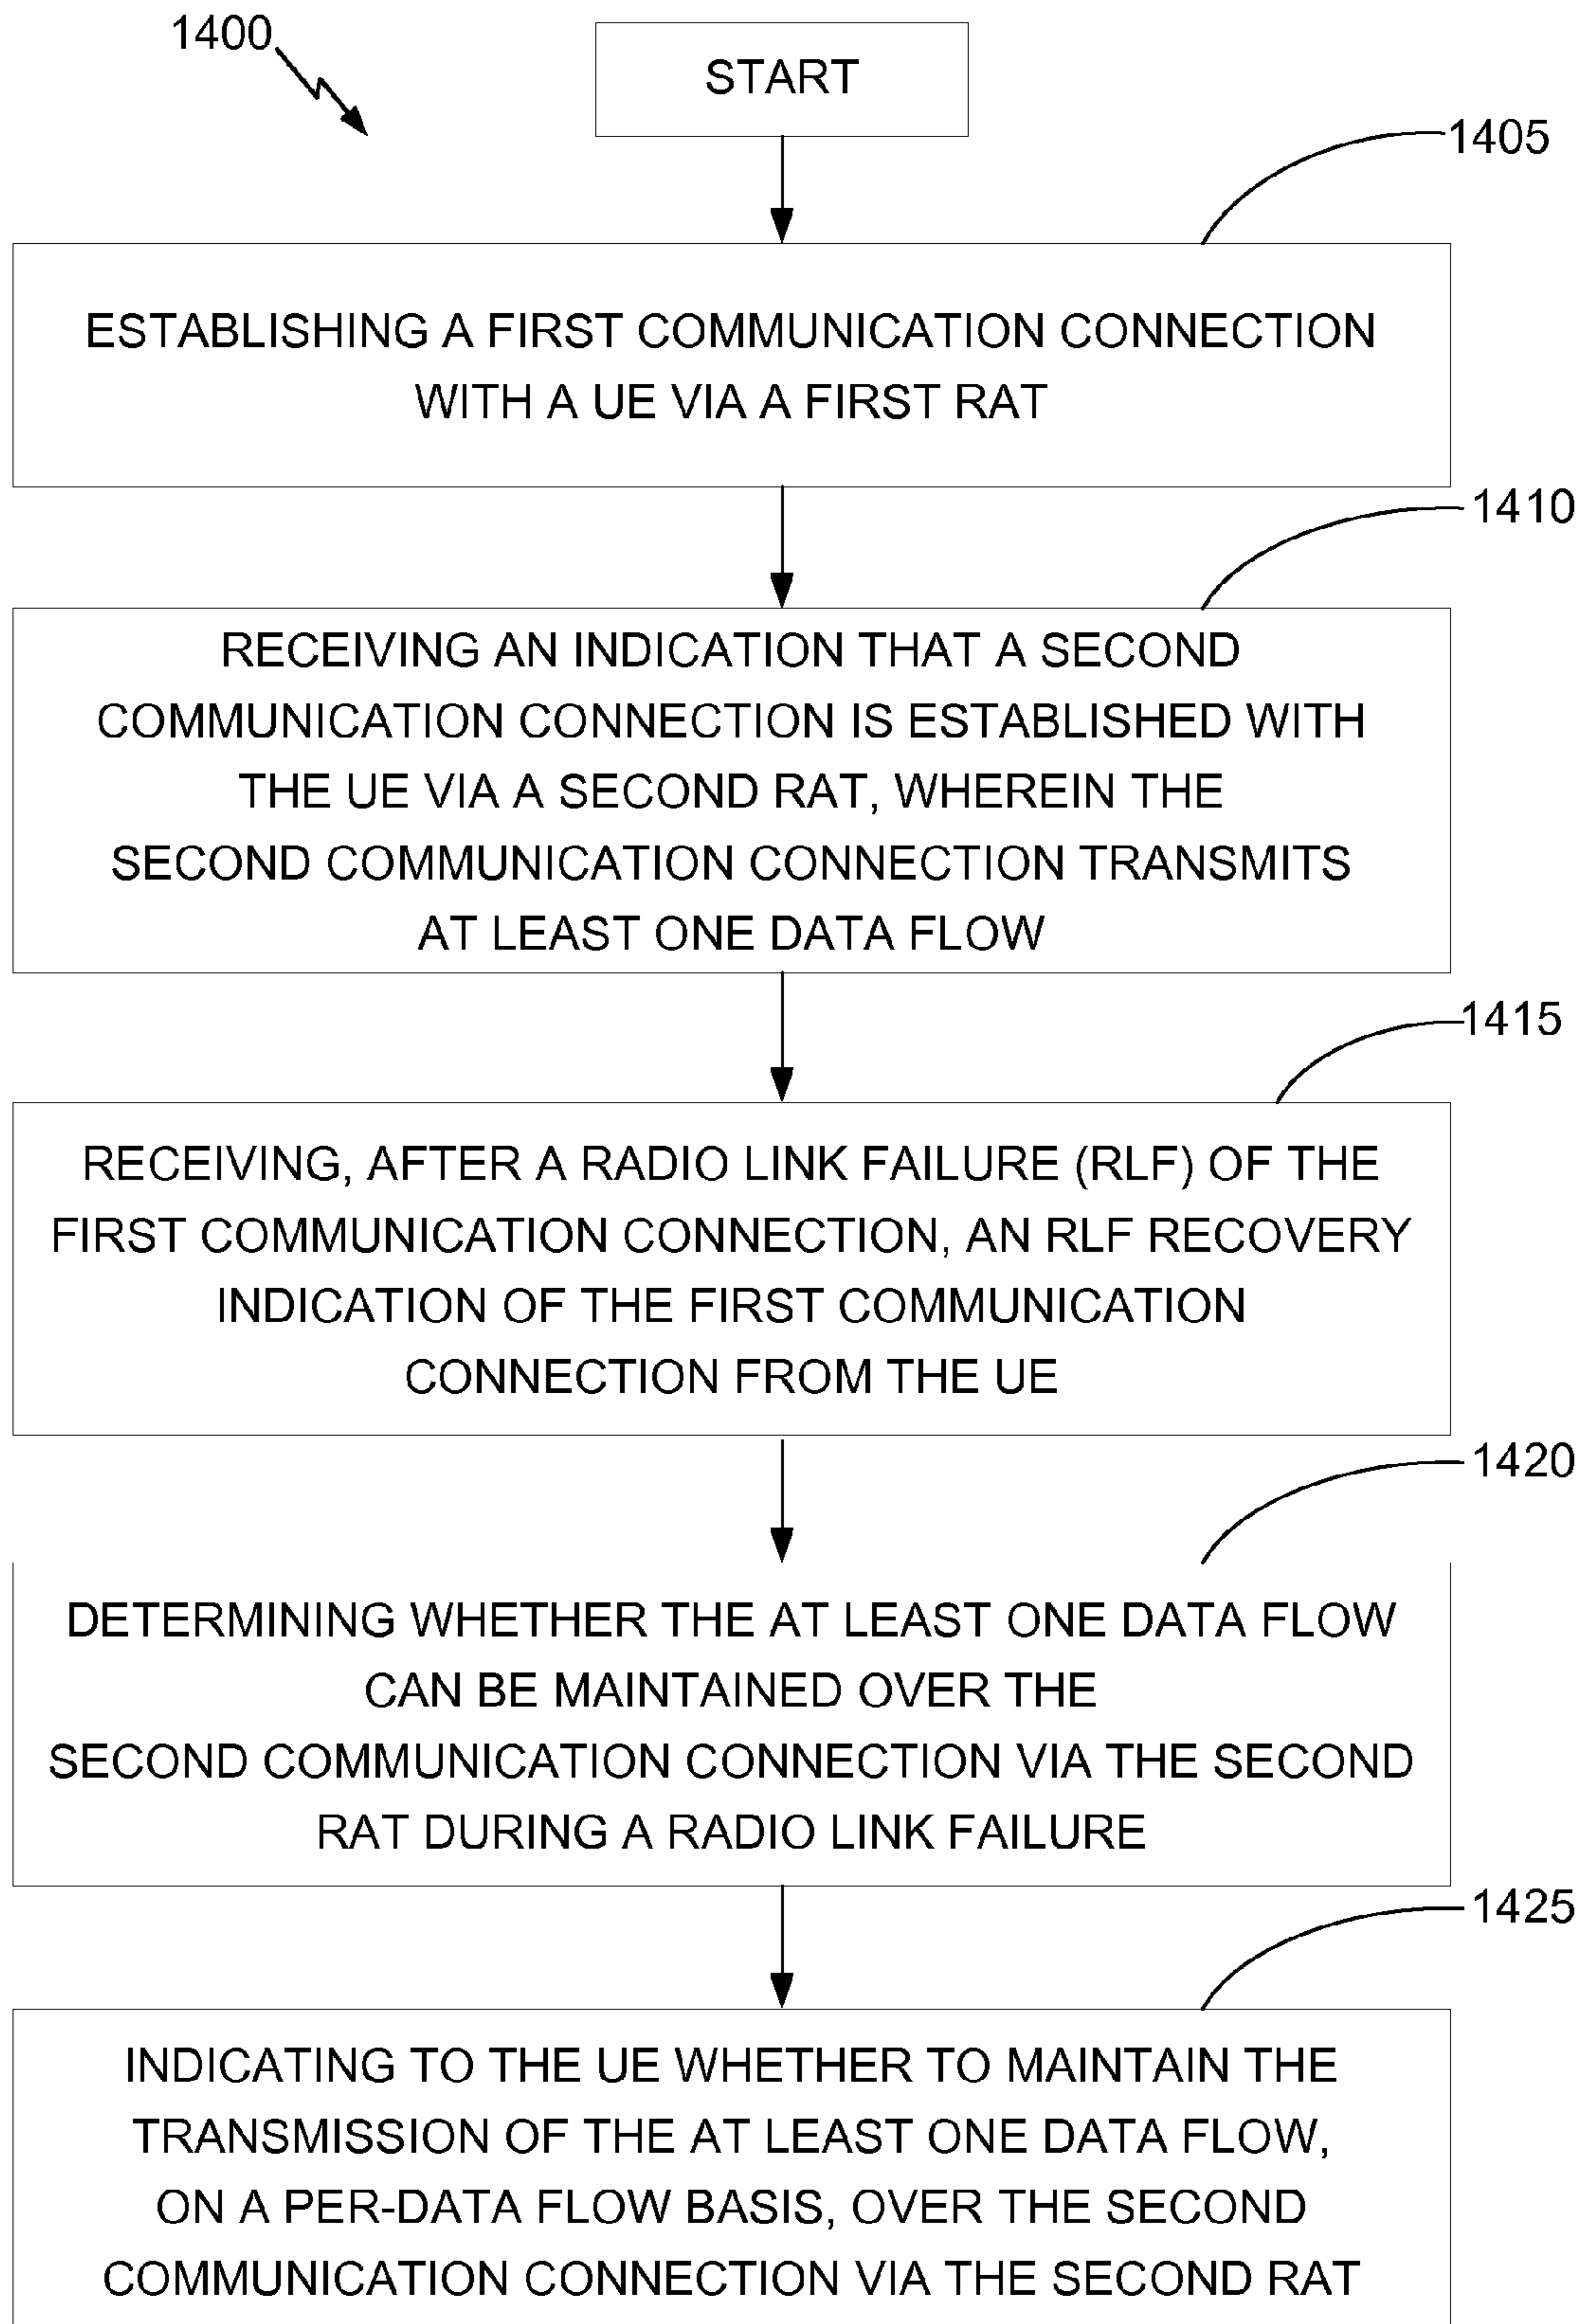 1400
START
1405
ESTABLISHING A FIRST COMMUNICATION CONNECTION
WITH A UE VIA A FIRST RAT
1410
RECEIVING AN INDICATION THAT A SECOND
COMMUNICATION CONNECTION IS ESTABLISHED WITH
THE UE VIA A SECOND RAT, WHEREIN THE
SECOND COMMUNICATION CONNECTION TRANSMITS
AT LEAST ONE DATA FLOW
1415
RECEIVING, AFTER A RADIO LINK FAILURE (RLF) OF THE
FIRST COMMUNICATION CONNECTION, AN RLF RECOVERY
INDICATION OF THE FIRST COMMUNICATION
CONNECTION FROM THE UE
1420
DETERMINING WHETHER THE AT LEAST ONE DATA FLOW
CAN BE MAINTAINED OVER THE
SECOND COMMUNICATION CONNECTION VIA THE SECOND
RAT DURING A RADIO LINK FAILURE
1425
INDICATING TO THE UE WHETHER TO MAINTAIN THE
TRANSMISSION OF THE AT LEAST ONE DATA FLOW,
ON A PER-DATA FLOW BASIS, OVER THE SECOND
COMMUNICATION CONNECTION VIA THE SECOND RAT